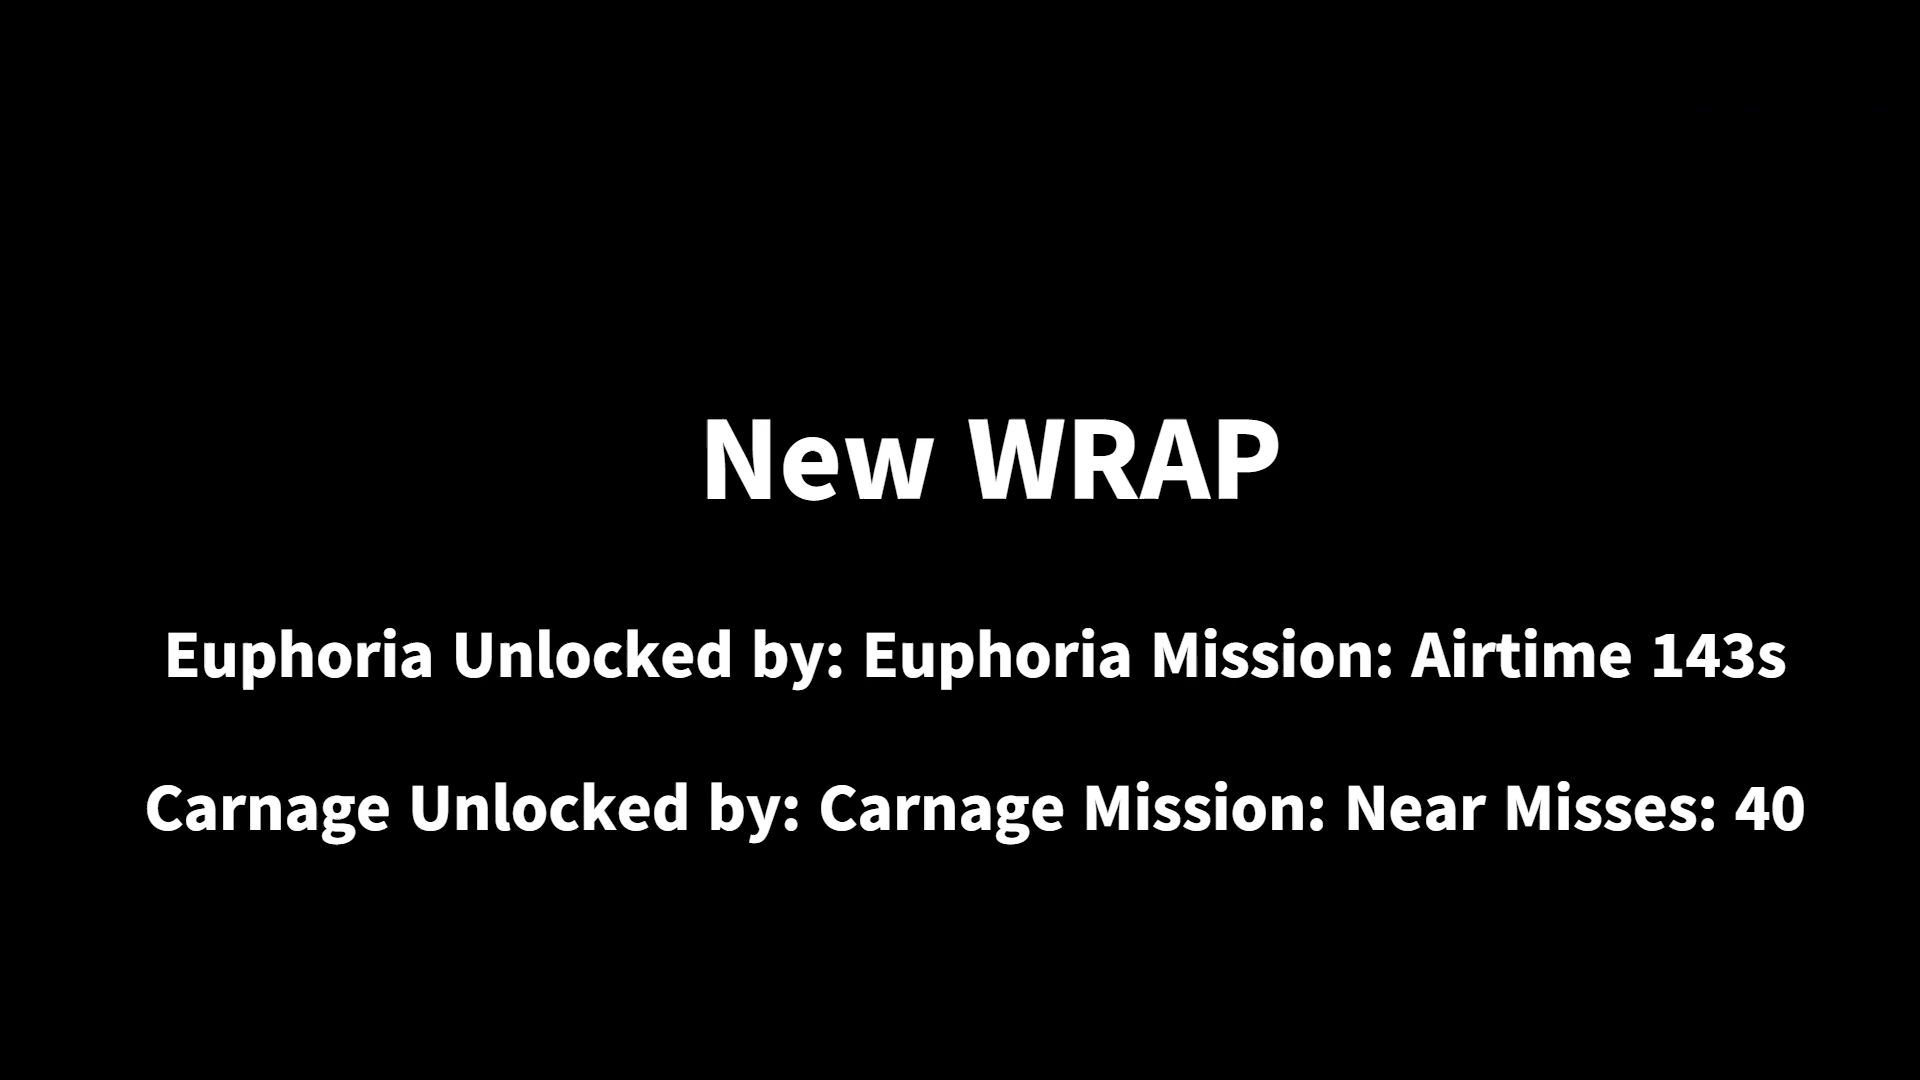 New WRAP
Euphoria Unlocked by: Euphoria Mission: Airtime 143s
Carnage Unlocked by: Carnage Mission: Near Misses: 40